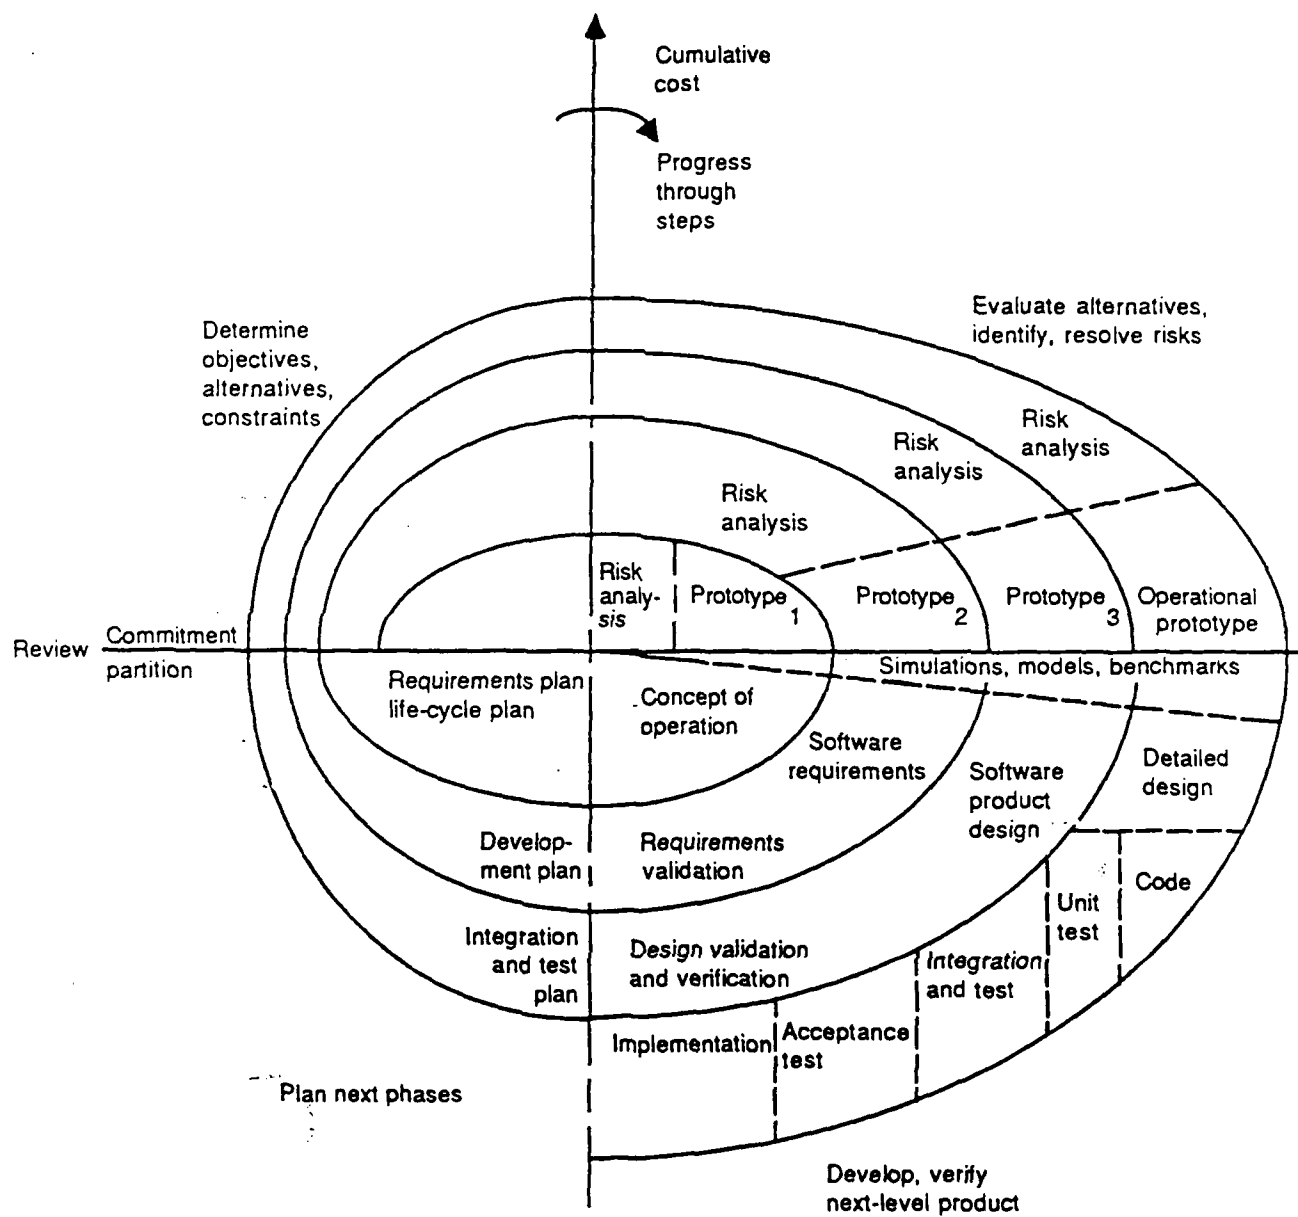 Cumulative
cost
Progress
through
steps
Determine
objectives,
alternatives,
constraints
Evaluate alternatives,
identify, resolve risks
Risk
analysis
Risk
analysis
Risk
analysis
Risk
analy-
sis
Prototype 1
Prototype 2
Prototype 3
Operational
prototype
Review
Commitment
partition
Simulations, models, benchmarks
Requirements plan
life-cycle plan
Concept of
operation
Software
requirements
Software
product
design
Detailed
design
Develop-
ment plan
Requirements
validation
Code
Unit
test
Integration
and test
plan
Design validation
and verification
Integration
and test
Acceptance
test
Implementation
Plan next phases
Develop, verify
next-level product